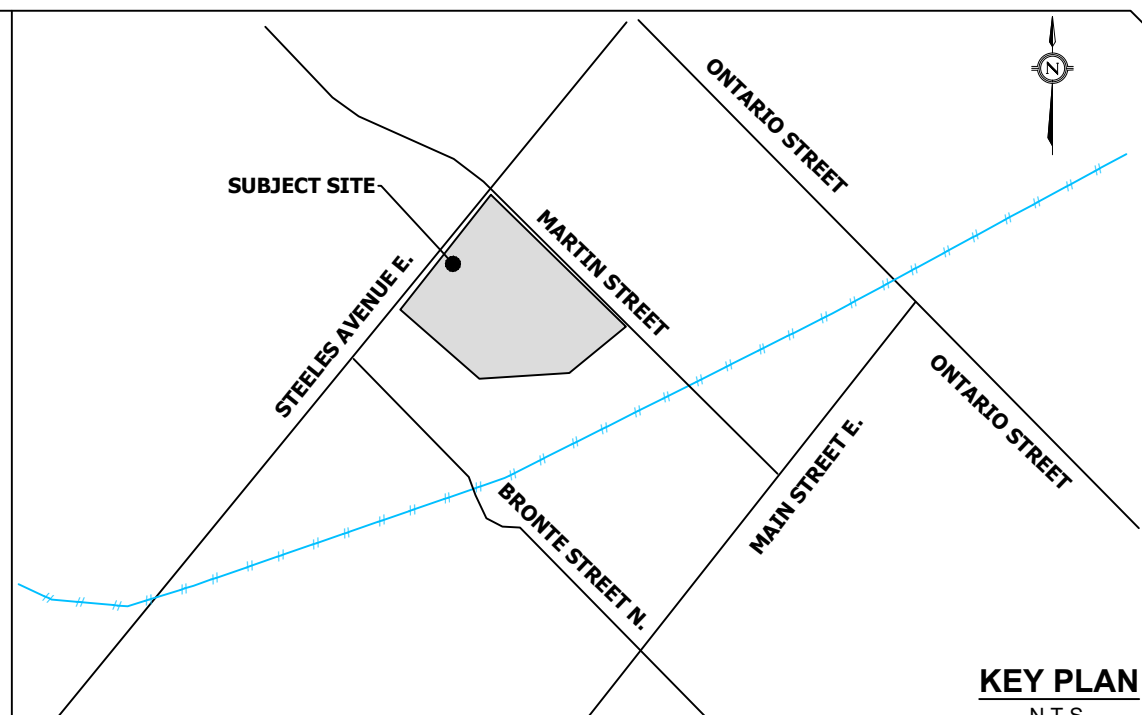 ONTARIO STREET
N
SUBJECT SITE
MARTIN STREET
STEELES AVENUE E.
ONTARIO STREET
MAIN STREET E.
BRONTE STREET N.
KEY PLAN
N.T.S.